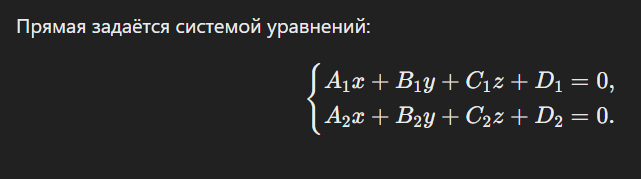 Прямая задаётся системой уравнений:
A₁x + B₁y + C₁z + D₁ = 0,
A₂x + B₂y + C₂z + D₂ = 0.